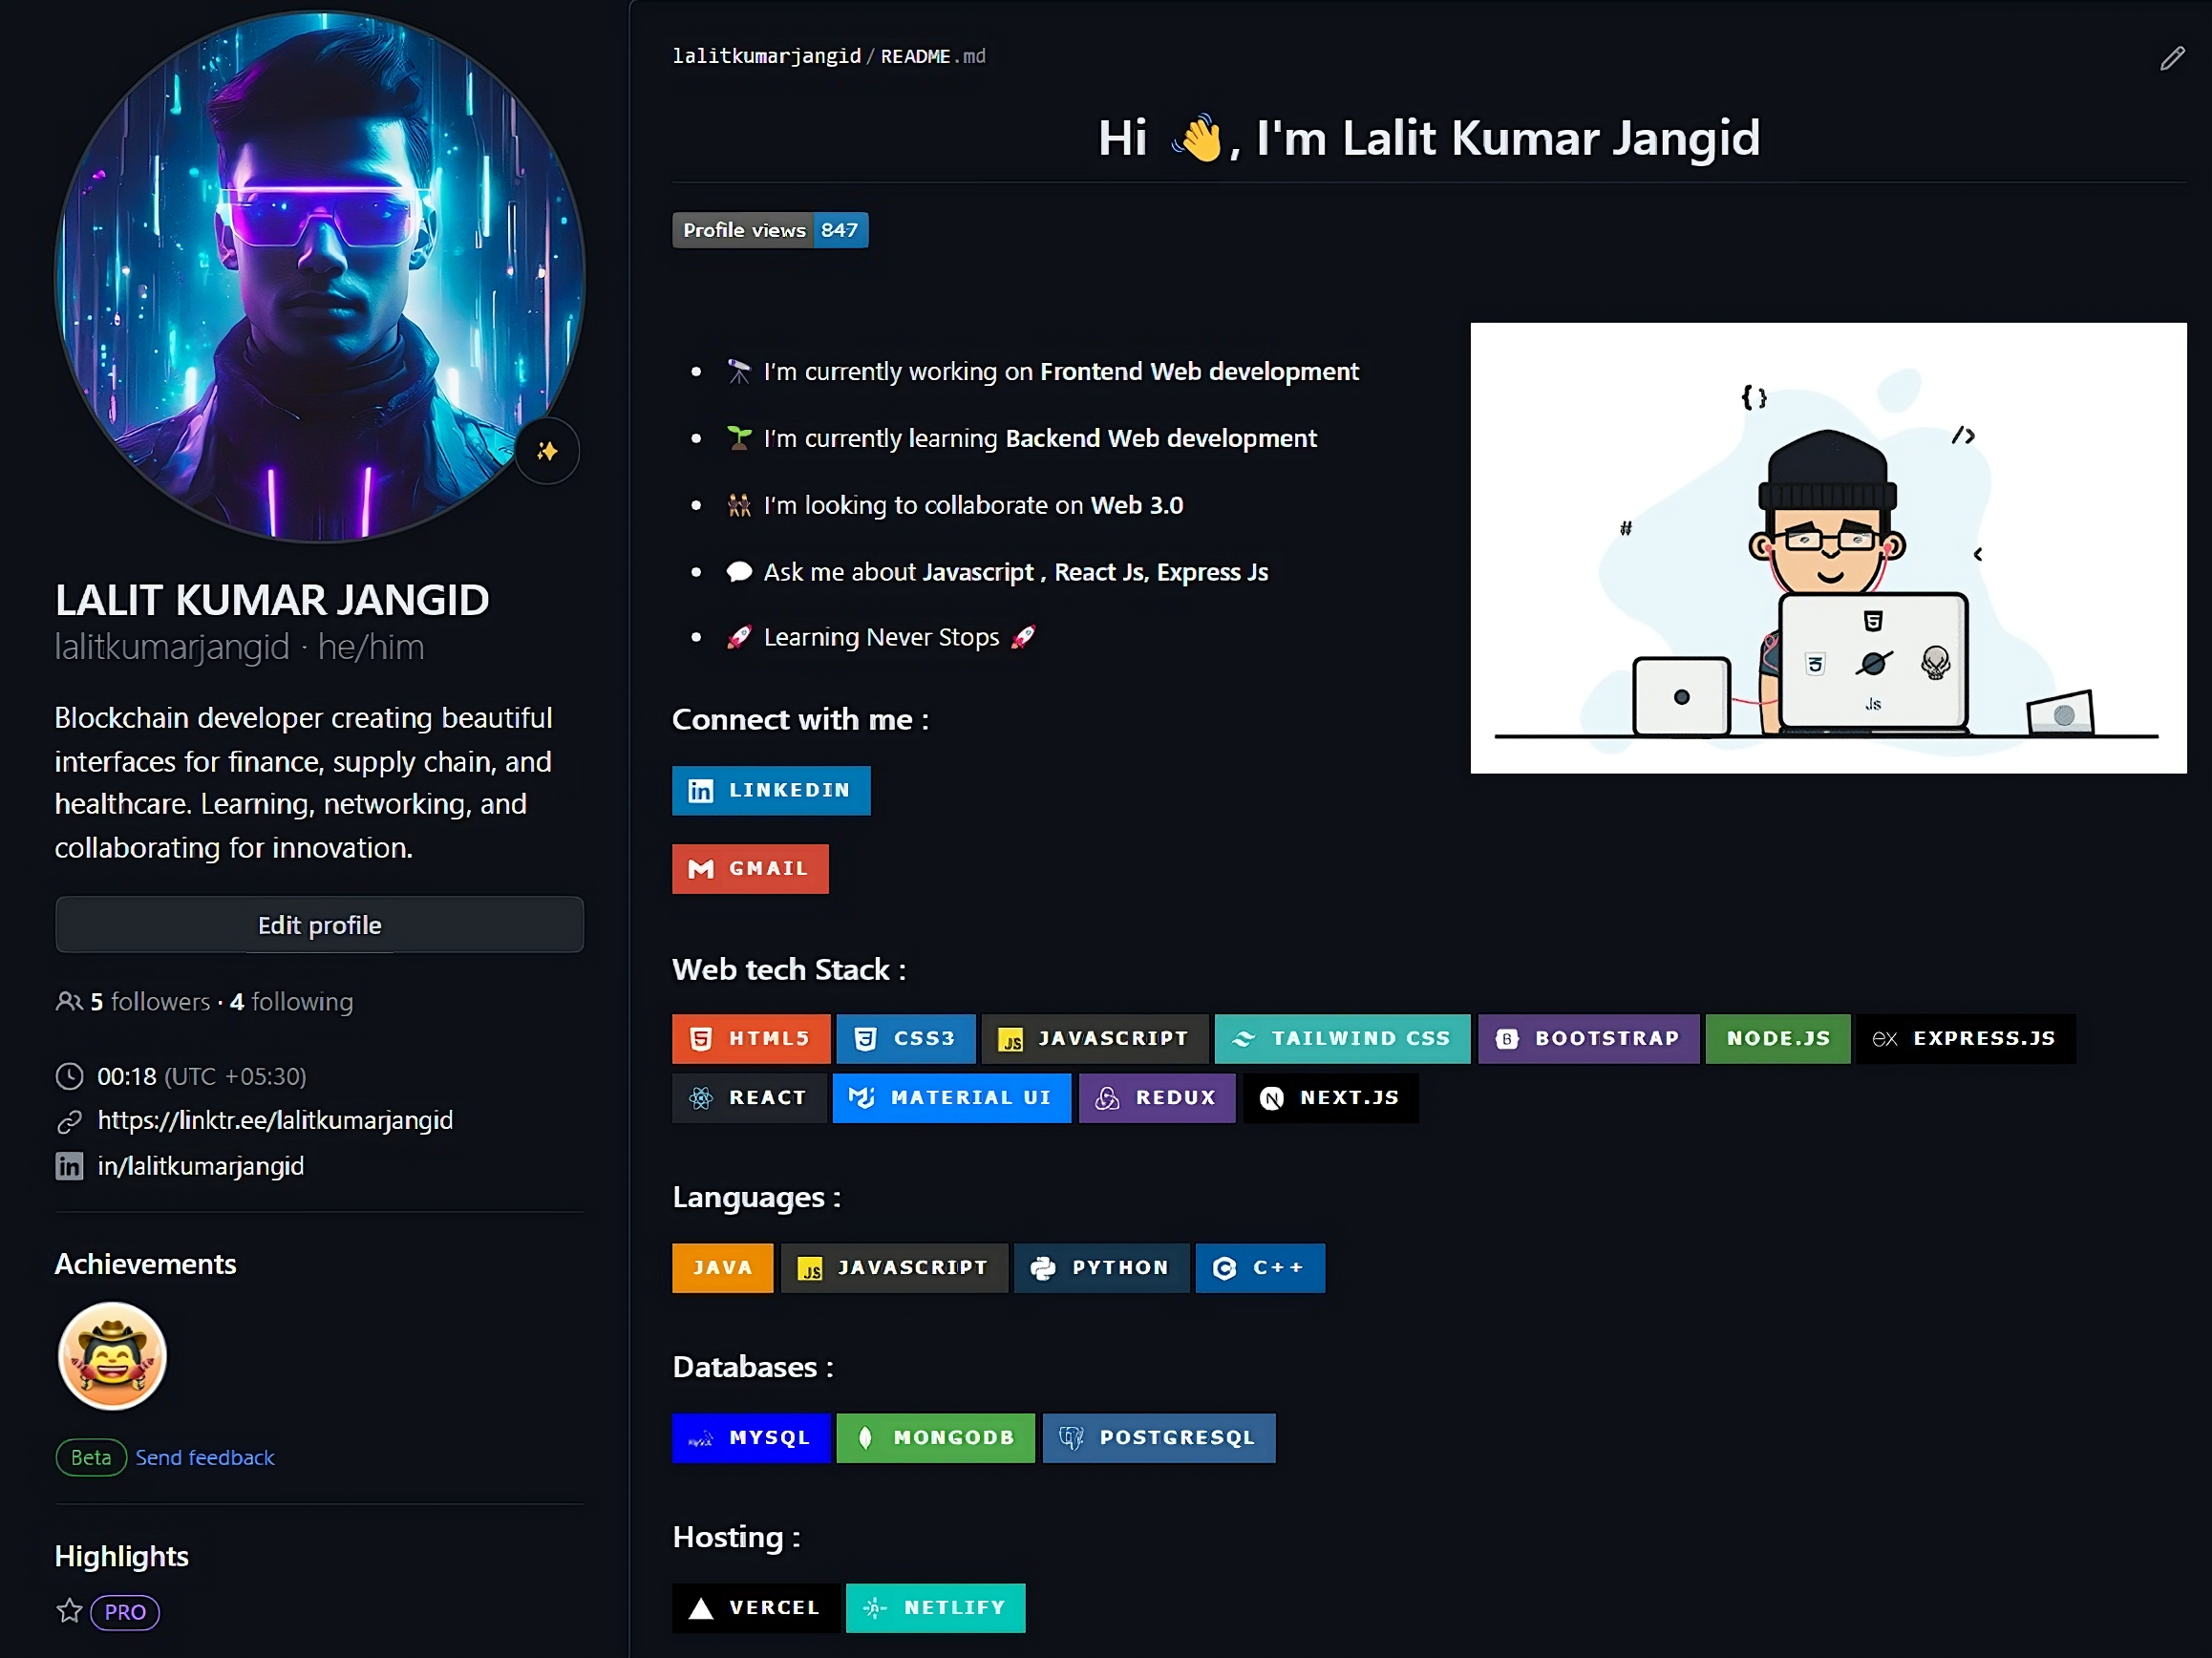 LALIT KUMAR JANGID
lalitkumarjangid · he/him
Blockchain developer creating beautiful
interfaces for finance, supply chain, and
healthcare. Learning, networking, and
collaborating for innovation.
Edit profile
5 followers · 4 following
00:18 (UTC +05:30)
https://linktr.ee/lalitkumarjangid
in/lalitkumarjangid
Achievements
Beta Send feedback
Highlights
PRO
lalitkumarjangid / README.md
Hi 👋, I'm Lalit Kumar Jangid
Profile views 847
• 🔭 I'm currently working on Frontend Web development
• 🌱 I'm currently learning Backend Web development
• 👯 I'm looking to collaborate on Web 3.0
• 💬 Ask me about Javascript , React Js, Express Js
• 🚀 Learning Never Stops 🚀
{ }
/>
#
<
Js
Connect with me :
in LINKEDIN
GMAIL
Web tech Stack :
HTML5 CSS3 JS JAVASCRIPT TAILWIND CSS B BOOTSTRAP NODE.JS ex EXPRESS.JS
REACT MATERIAL UI REDUX N NEXT.JS
Languages :
JAVA JS JAVASCRIPT PYTHON C C++
Databases :
MYSQL MONGODB POSTGRESQL
Hosting :
VERCEL NETLIFY